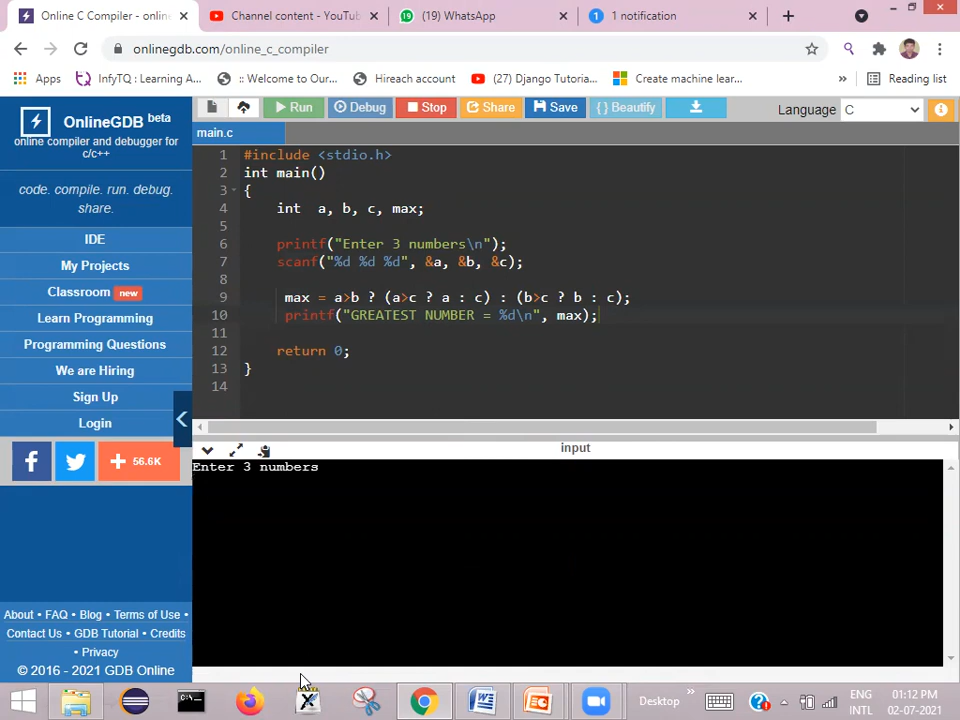 Online C Compiler - online
Channel content - YouTub
(19) WhatsApp
1 notification
onlinegdb.com/online_c_compiler
Apps
InfyTQ : Learning A...
:: Welcome to Our...
Hireach account
(27) Django Tutoria...
Create machine lear...
»
Reading list
OnlineGDB beta
online compiler and debugger for
c/c++
code. compile. run. debug.
share.
IDE
My Projects
Classroom new
Learn Programming
Programming Questions
We are Hiring
Sign Up
Login
56.6K
About • FAQ • Blog • Terms of Use •
Contact Us • GDB Tutorial • Credits
• Privacy
© 2016 - 2021 GDB Online
Run
Debug
Stop
Share
Save
{ } Beautify
Language C
main.c
1 #include <stdio.h>
2 int main()
3 {
4 int  a, b, c, max;
5
6 printf("Enter 3 numbers\n");
7 scanf("%d %d %d", &a, &b, &c);
8
9 max = a>b ? (a>c ? a : c) : (b>c ? b : c);
10 printf("GREATEST NUMBER = %d\n", max);
11
12 return 0;
13 }
14
input
Enter 3 numbers
Desktop
»
ENG
INTL
01:12 PM
02-07-2021